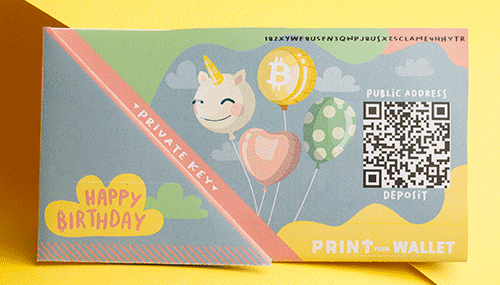 PUBLIC ADDRESS
♥PRIVATE KEY♥
HAPPY
BIRTHDAY
DEPOSIT
PRINT YOUR WALLET